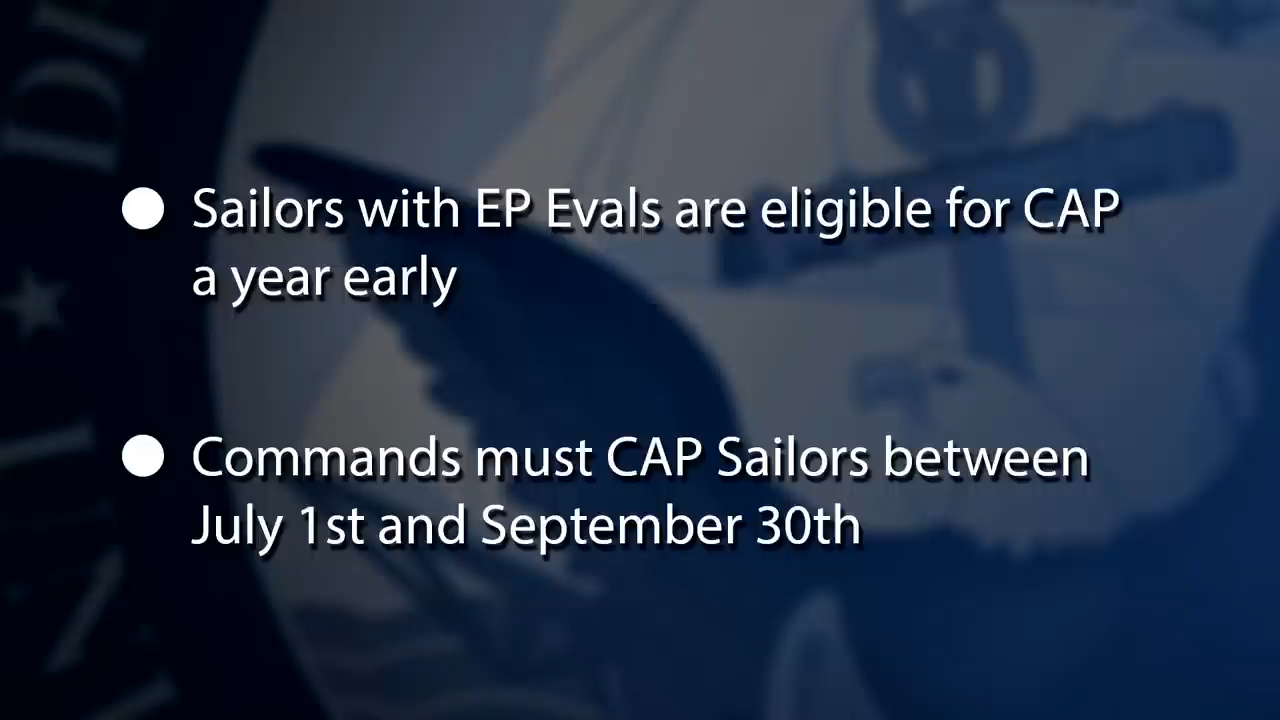 ● Sailors with EP Evals are eligible for CAP
a year early
● Commands must CAP Sailors between
July 1st and September 30th